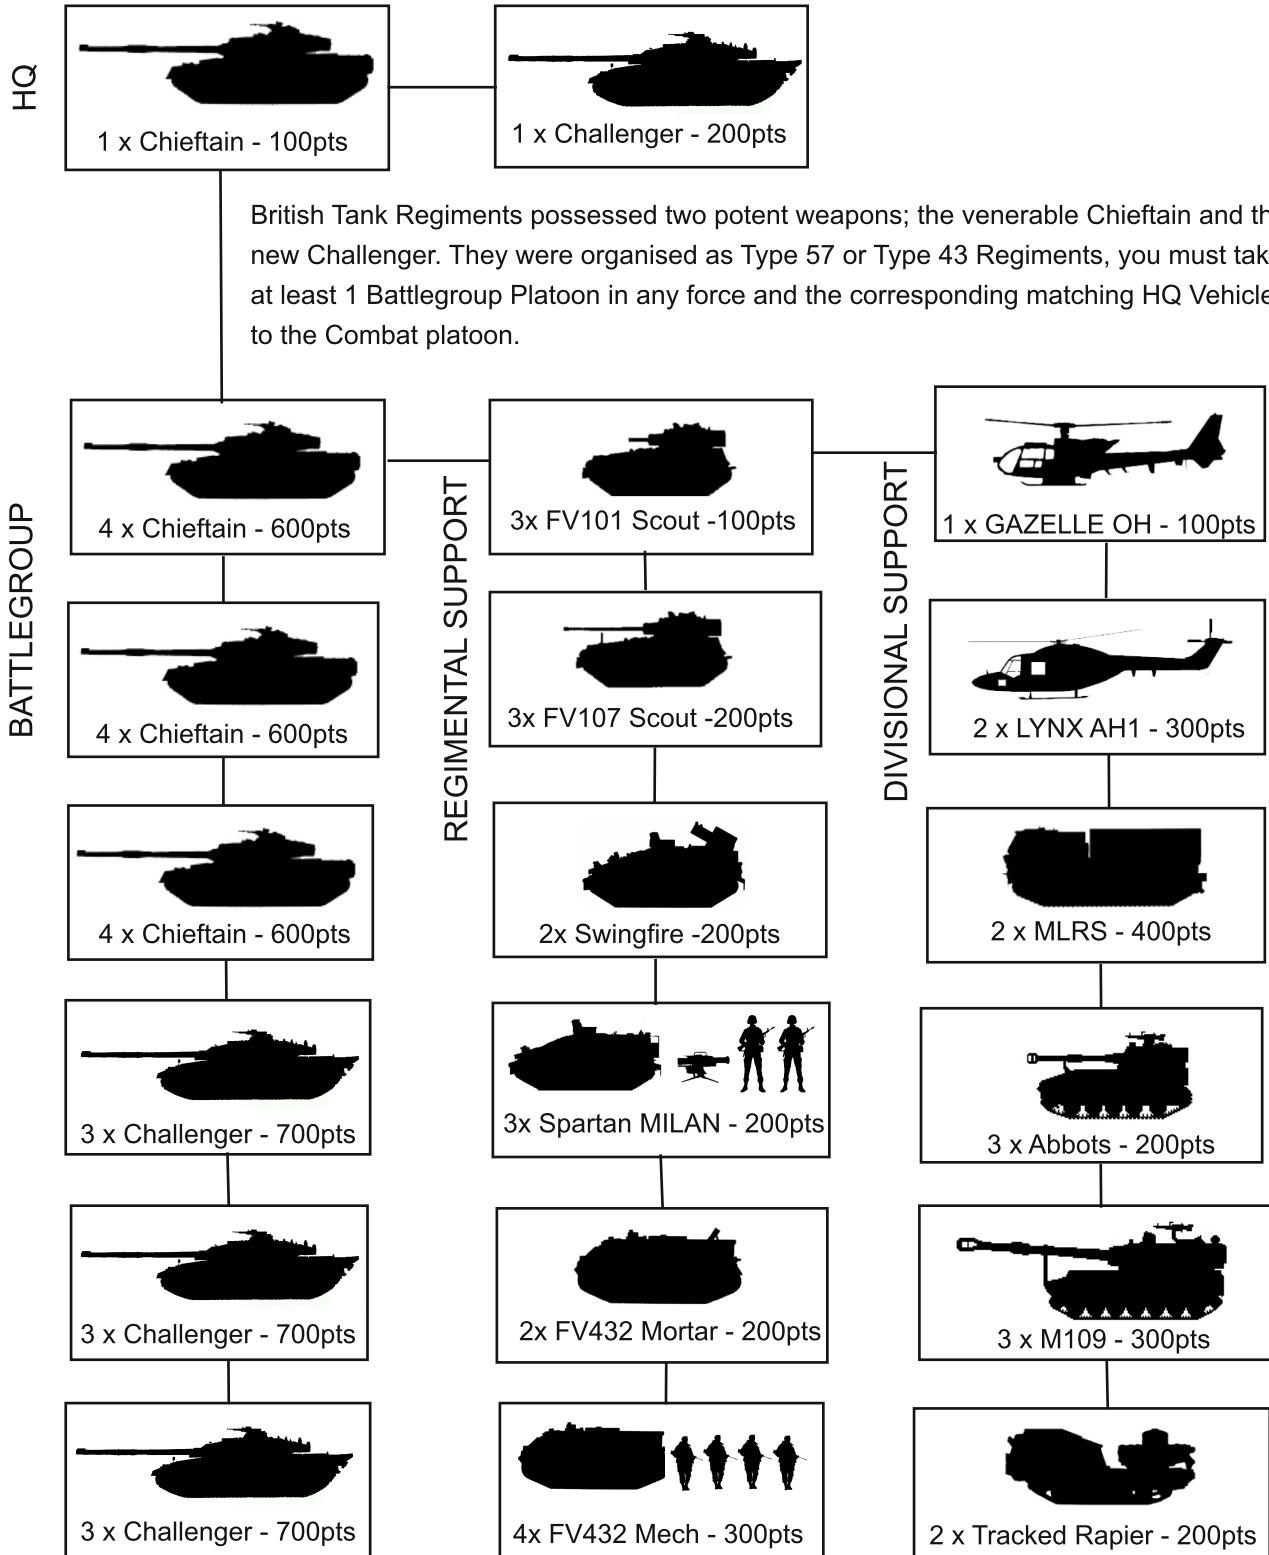 HQ
1 x Chieftain - 100pts
1 x Challenger - 200pts
British Tank Regiments possessed two potent weapons; the venerable Chieftain and th
new Challenger. They were organised as Type 57 or Type 43 Regiments, you must tak
at least 1 Battlegroup Platoon in any force and the corresponding matching HQ Vehicle
to the Combat platoon.
BATTLEGROUP
4 x Chieftain - 600pts
4 x Chieftain - 600pts
4 x Chieftain - 600pts
3 x Challenger - 700pts
3 x Challenger - 700pts
3 x Challenger - 700pts
REGIMENTAL SUPPORT
3x FV101 Scout -100pts
3x FV107 Scout -200pts
2x Swingfire -200pts
3x Spartan MILAN - 200pts
2x FV432 Mortar - 200pts
4x FV432 Mech - 300pts
DIVISIONAL SUPPORT
1 x GAZELLE OH - 100pts
2 x LYNX AH1 - 300pts
2 x MLRS - 400pts
3 x Abbots - 200pts
3 x M109 - 300pts
2 x Tracked Rapier - 200pts